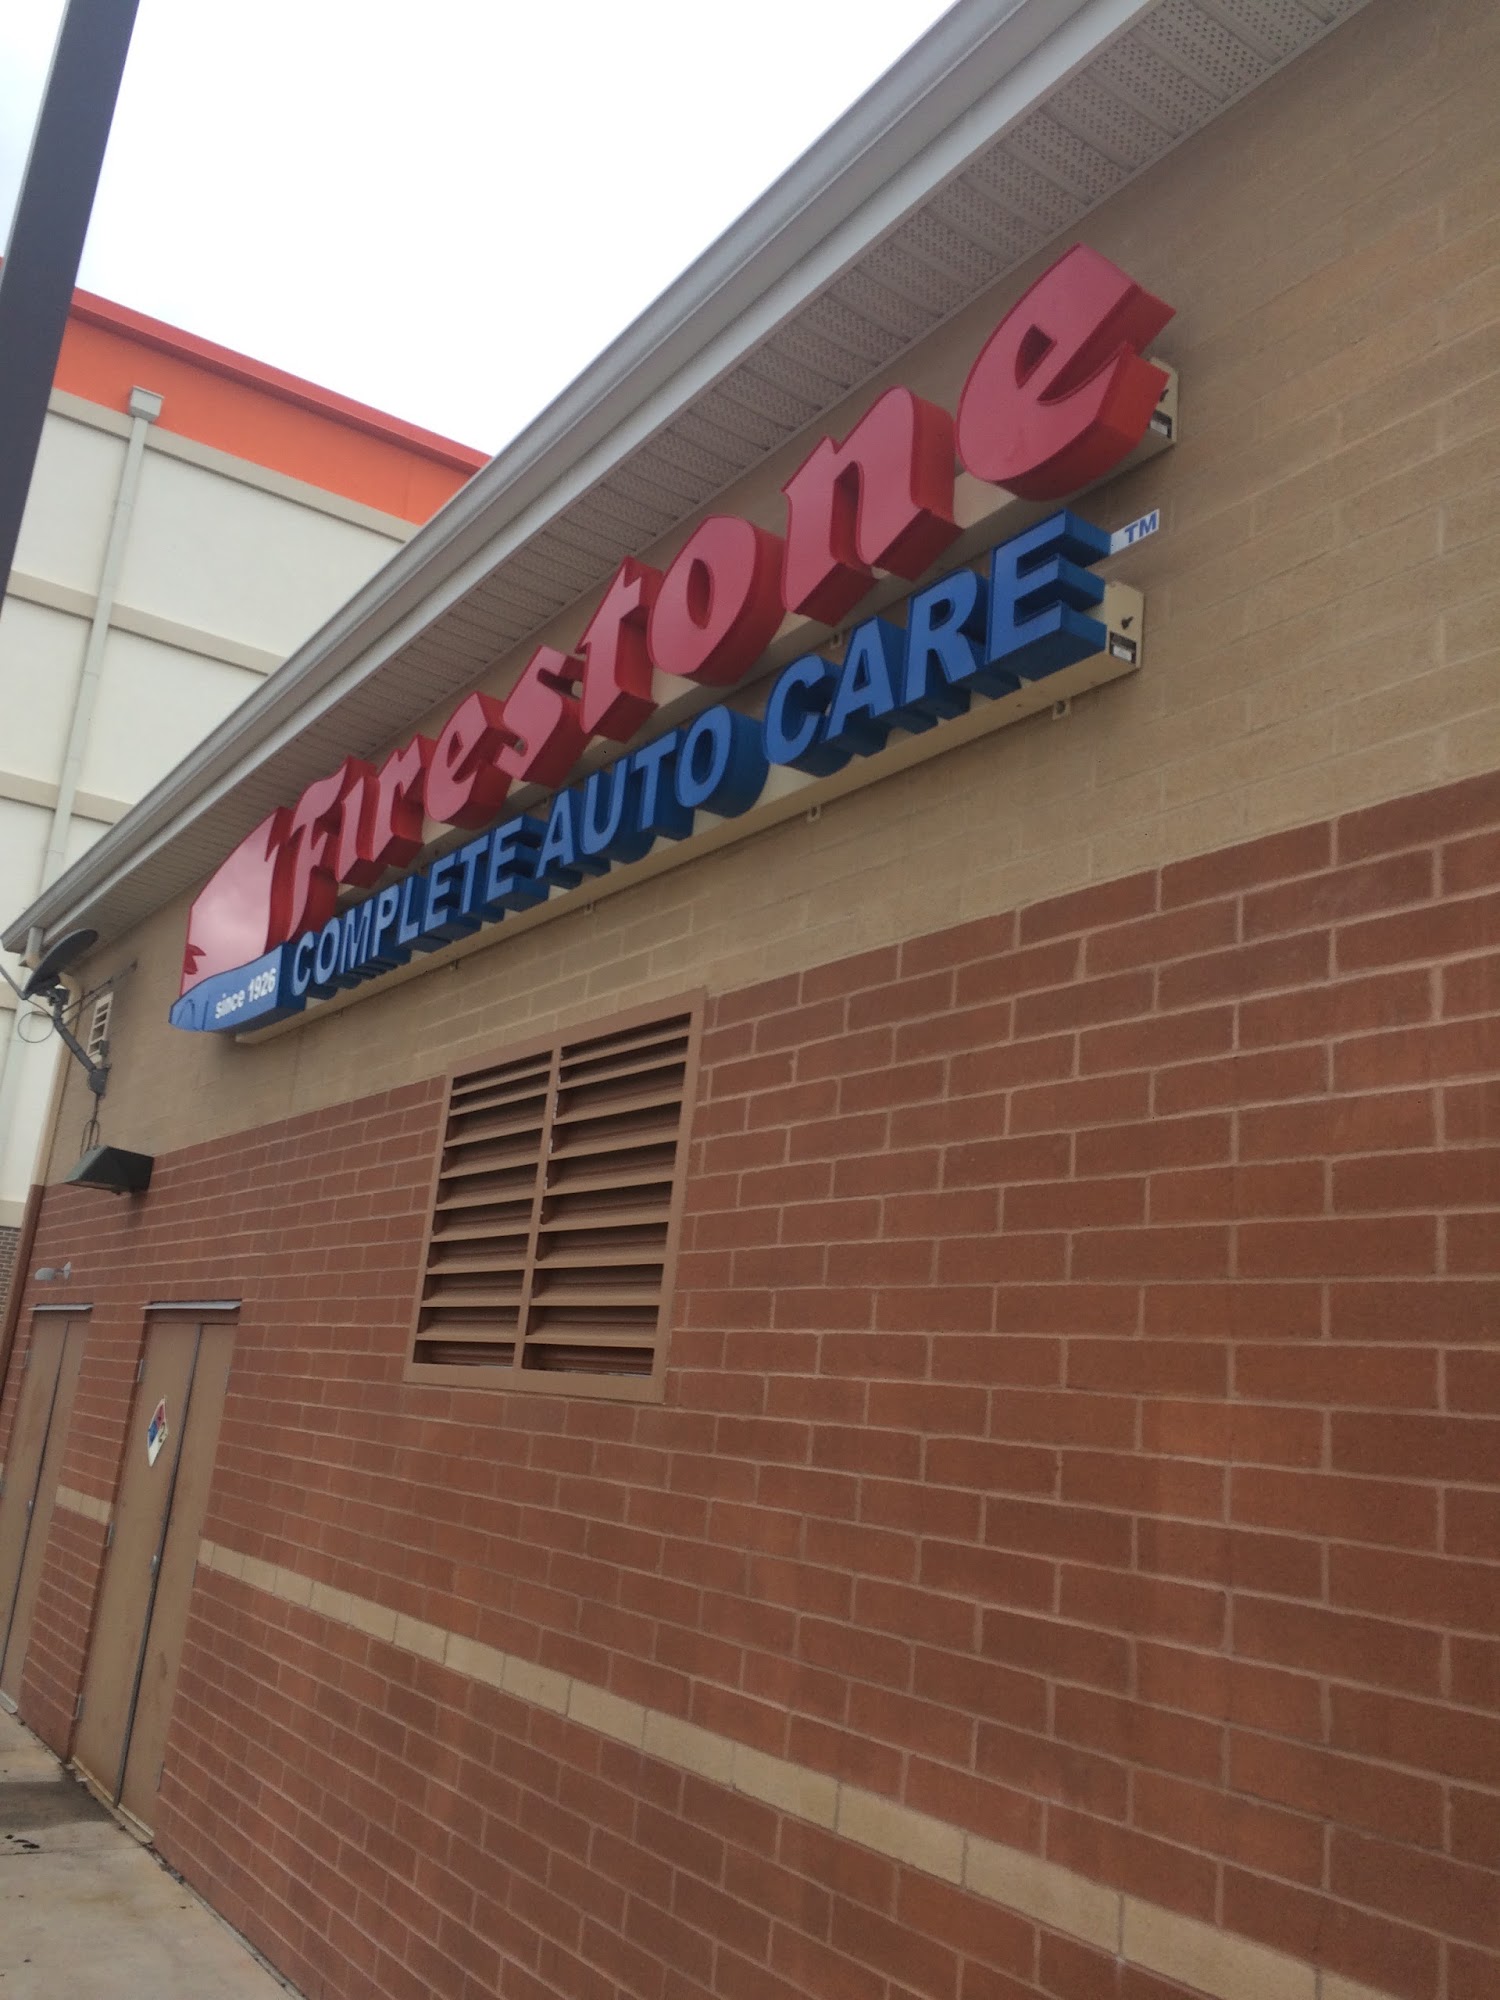 Firestone
COMPLETE AUTO CARE ™
since 1926